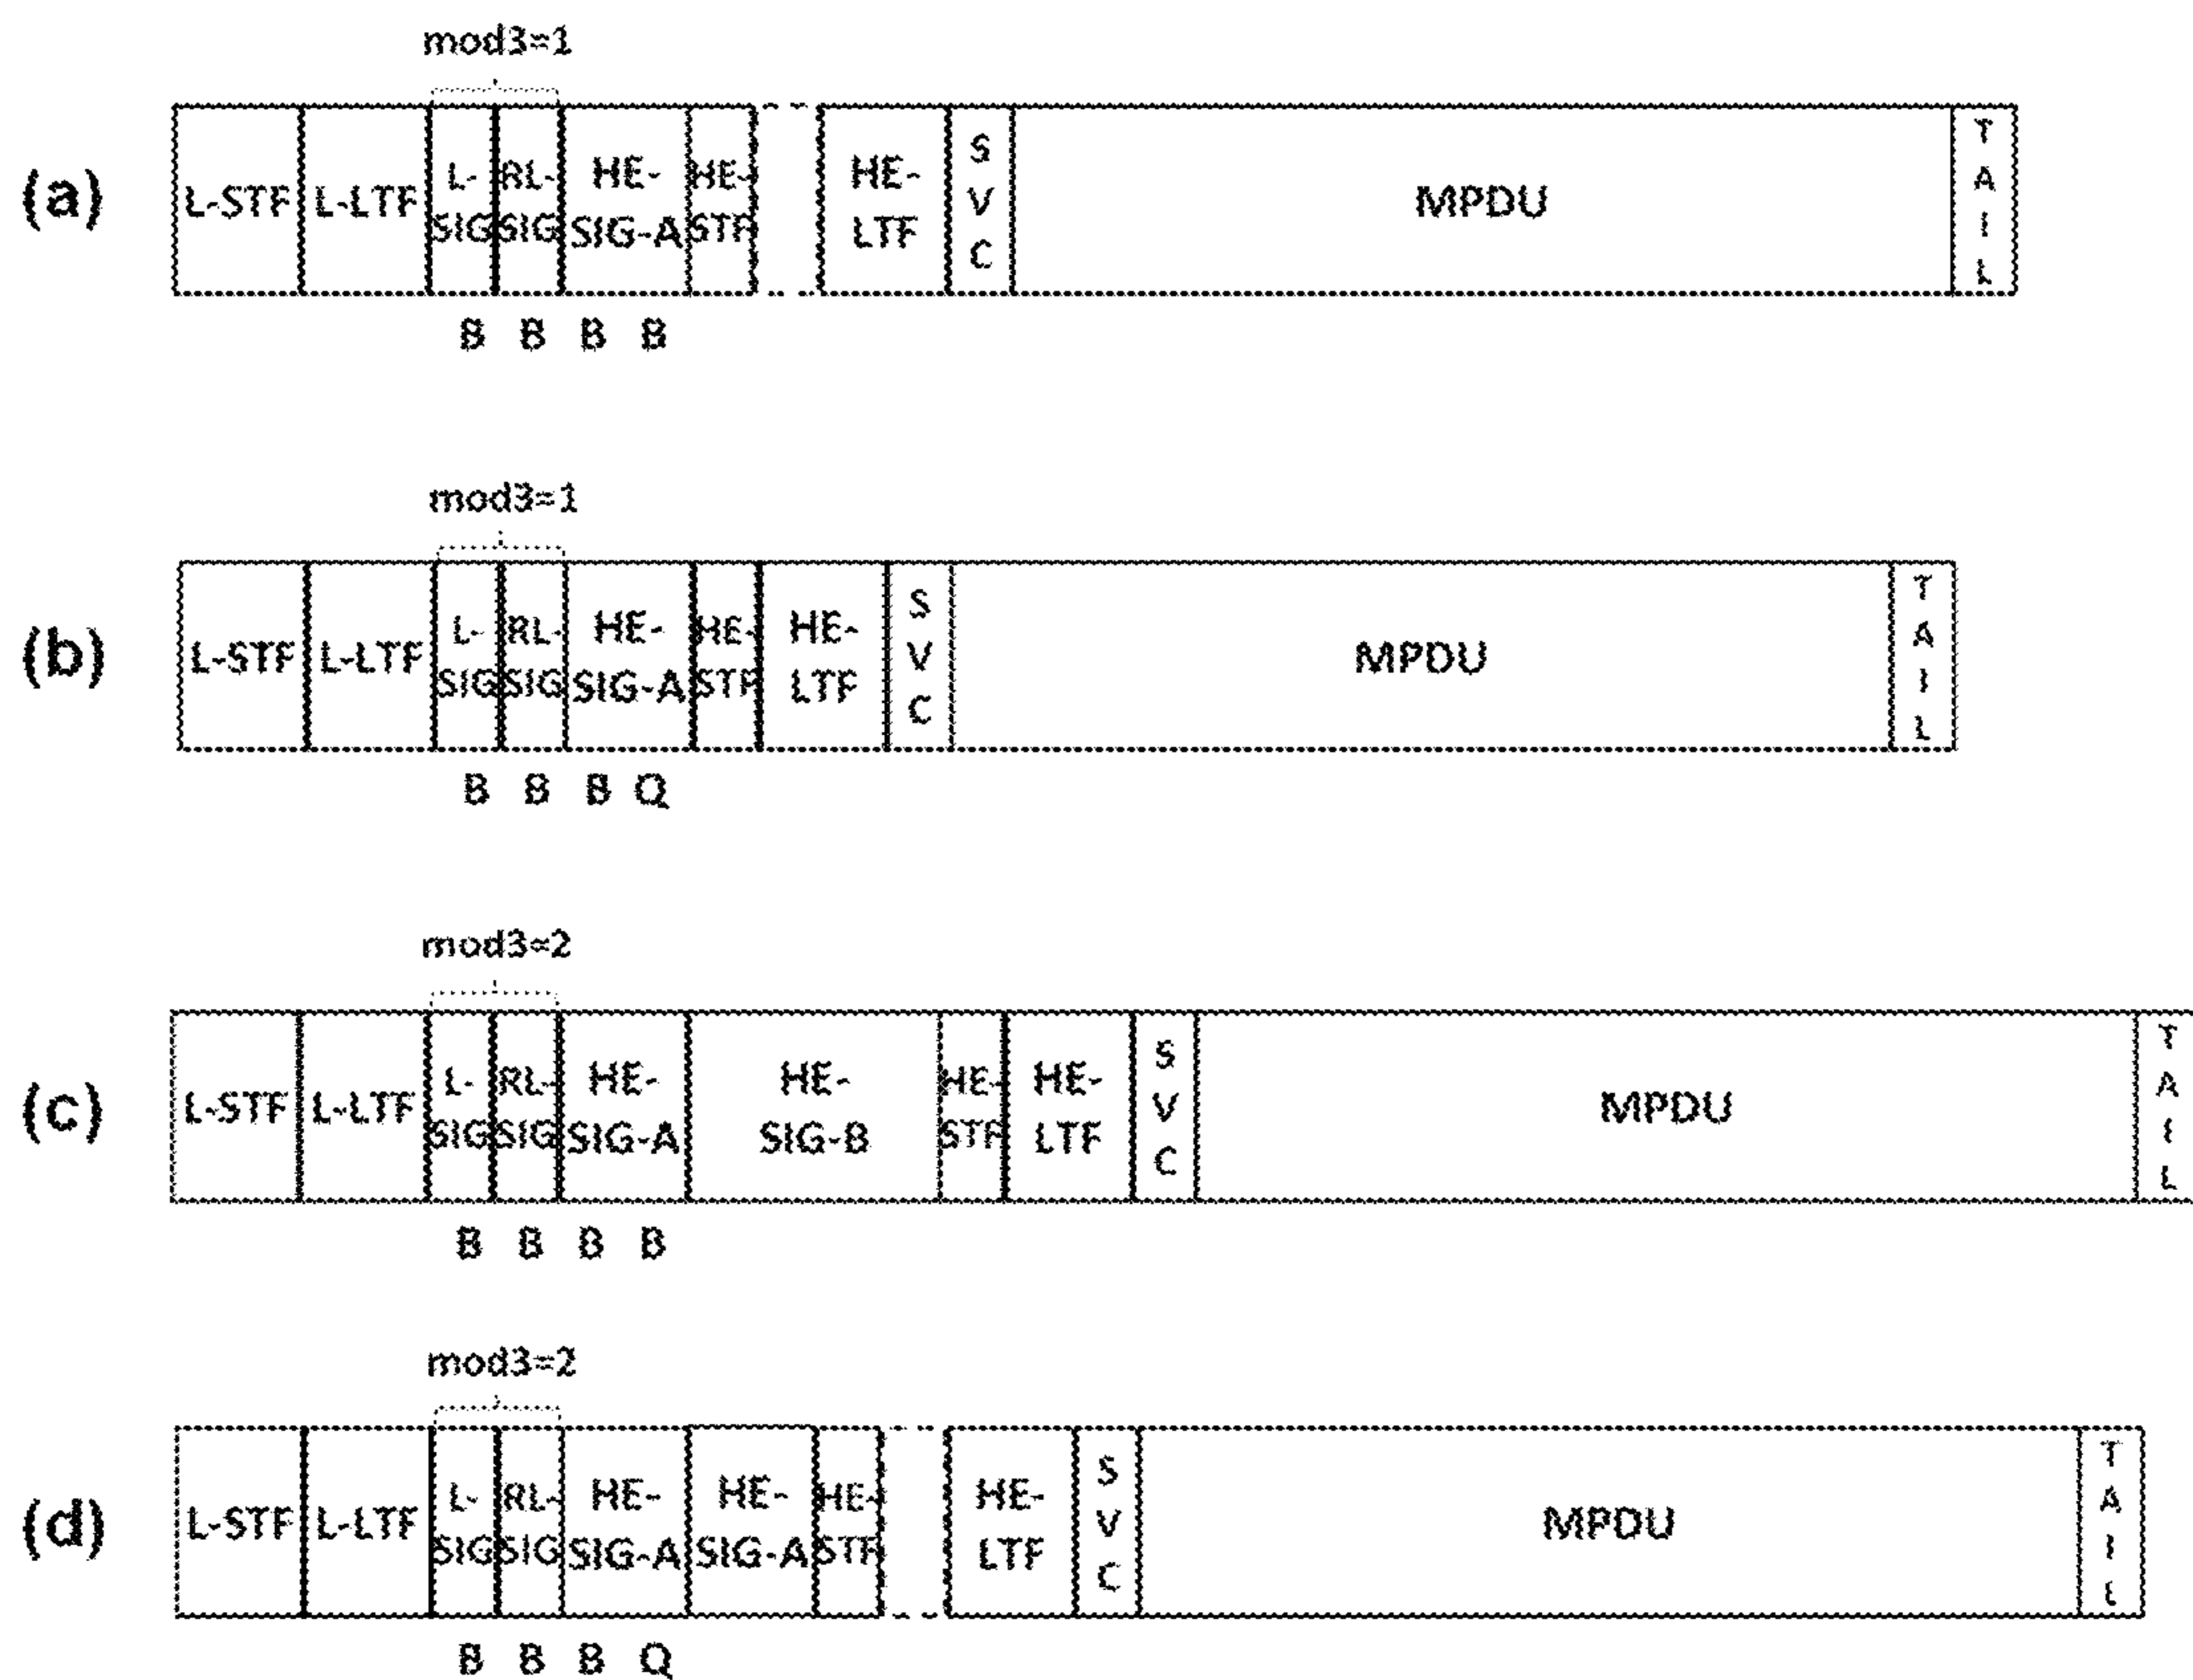 mod3=1
(a)
L-STF L-LTF L-SIG RL-SIG HE-SIG-A HE-STF HE-LTF SVC MPDU TAIL
B B B B
mod3=1
(b)
L-STF L-LTF L-SIG RL-SIG HE-SIG-A HE-STF HE-LTF SVC MPDU TAIL
B B B Q
mod3=2
(c)
L-STF L-LTF L-SIG RL-SIG HE-SIG-A HE-SIG-B HE-STF HE-LTF SVC MPDU TAIL
B B B B
mod3=2
(d)
L-STF L-LTF L-SIG RL-SIG HE-SIG-A HE-SIG-A HE-STF HE-LTF SVC MPDU TAIL
B B B Q